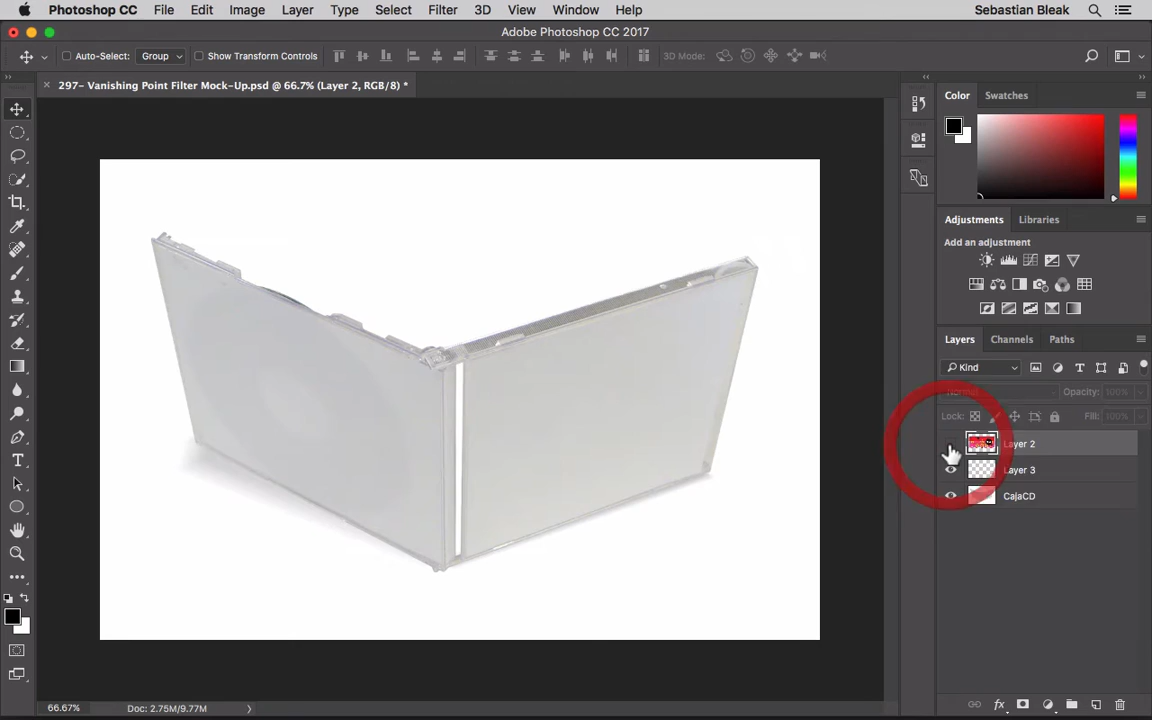 Photoshop CC File Edit Image Layer Type Select Filter 3D View Window Help Sebastian Bleak
Adobe Photoshop CC 2017
Auto-Select: Group Show Transform Controls 3D Mode:
297- Vanishing Point Filter Mock-Up.psd @ 66.7% (Layer 2, RGB/8) *
Color Swatches
Adjustments Libraries
Add an adjustment
Layers Channels Paths
Kind
Normal Opacity: 100%
Lock: Fill: 100%
Layer 2
Layer 3
CajaCD
66.67% Doc: 2.75M/9.77M